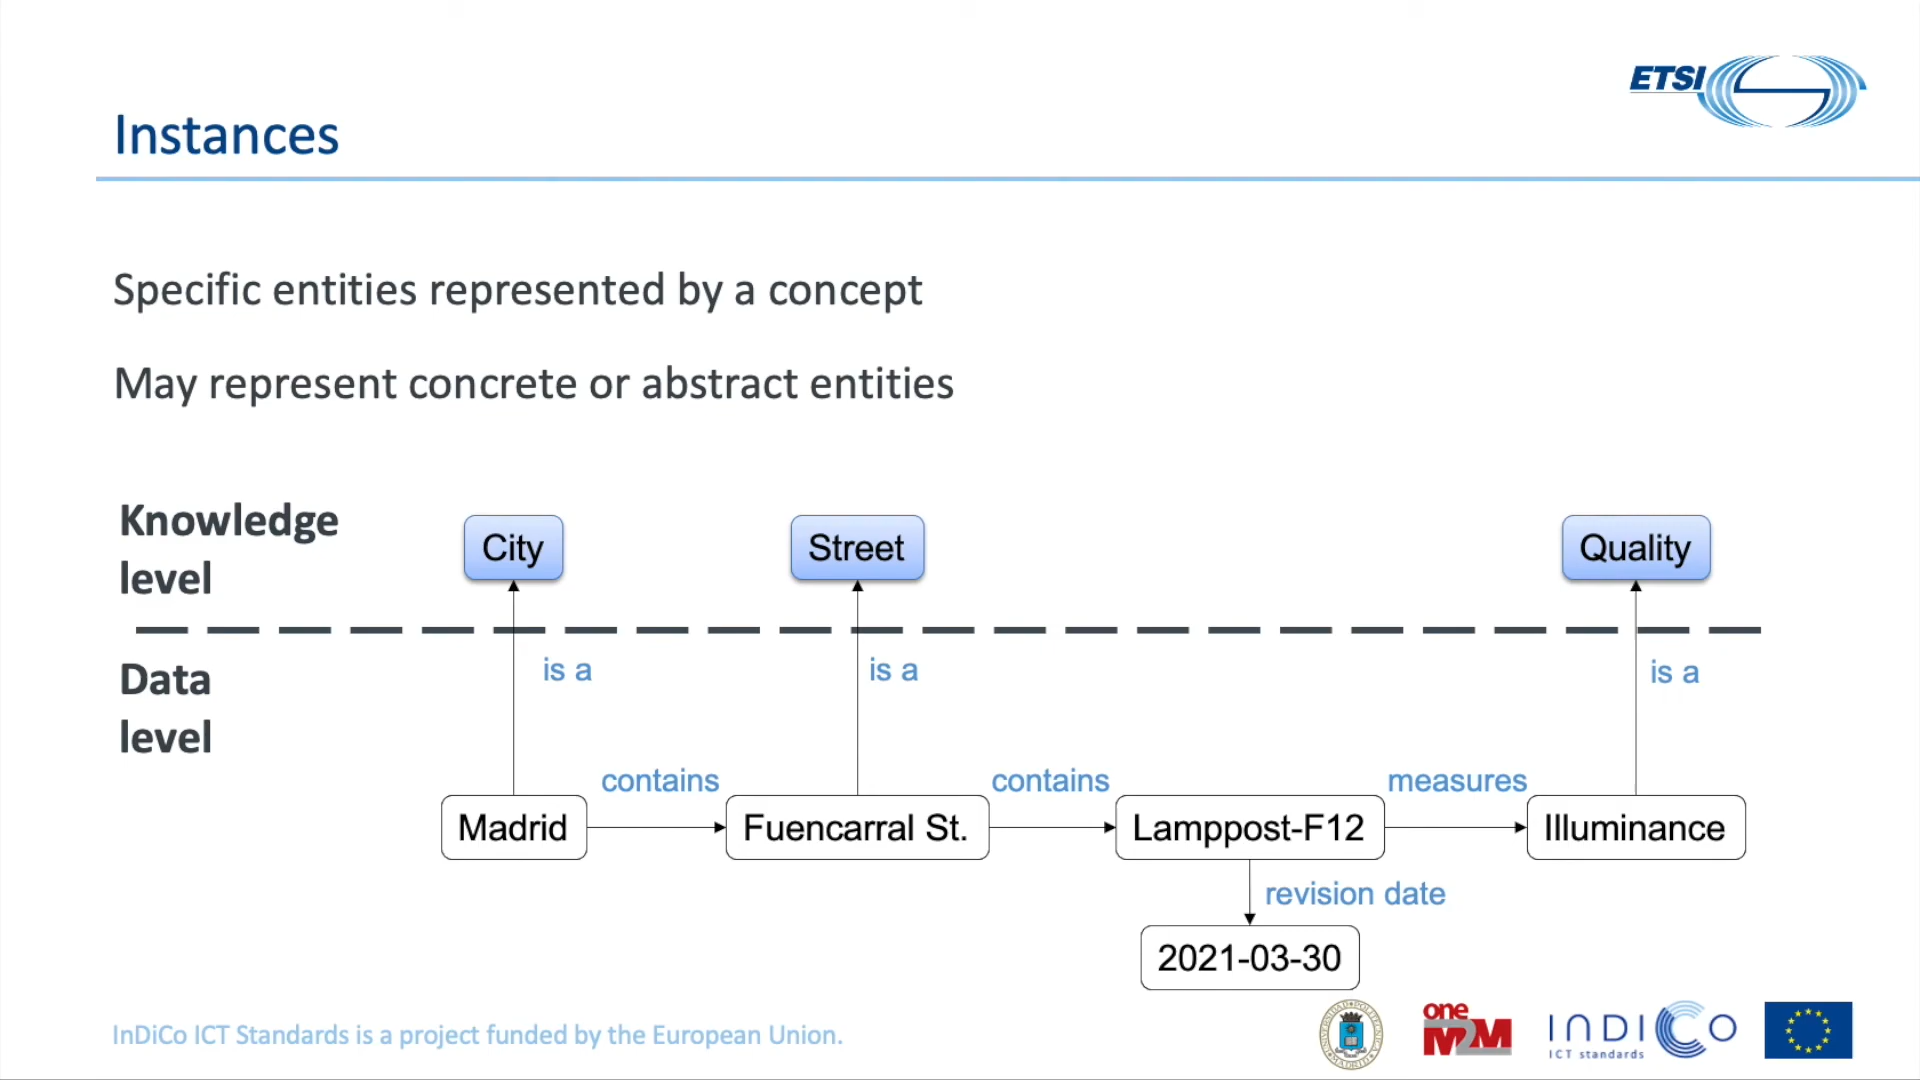 ETSI
Instances
Specific entities represented by a concept
May represent concrete or abstract entities
Knowledge
level
City
Street
Quality
Data
level
is a
is a
is a
contains
contains
measures
Madrid
Fuencarral St.
Lamppost-F12
Illuminance
revision date
2021-03-30
InDiCo ICT Standards is a project funded by the European Union.
one
M2M
INDICO
ICT standards